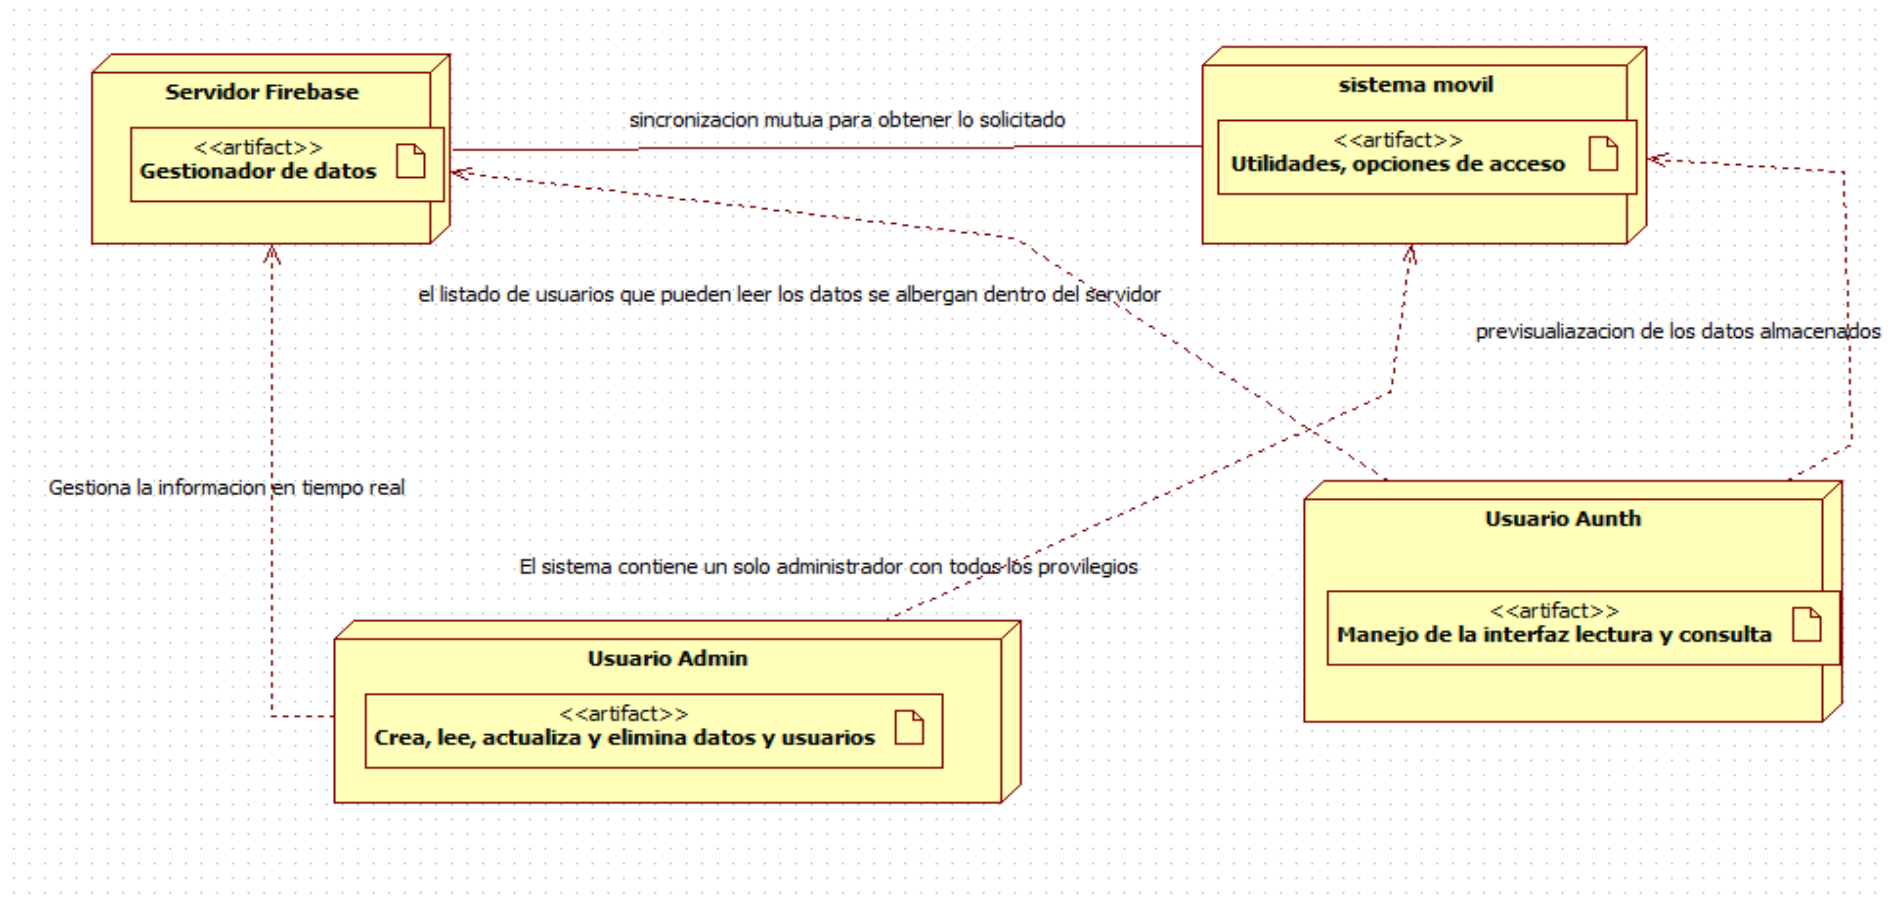 Servidor Firebase
<<artifact>>
Gestionador de datos
sincronizacion mutua para obtener lo solicitado
sistema movil
<<artifact>>
Utilidades, opciones de acceso
el listado de usuarios que pueden leer los datos se albergan dentro del servidor
previsualiazacion de los datos almacenados
Gestiona la informacion en tiempo real
El sistema contiene un solo administrador con todos los provilegios
Usuario Aunth
<<artifact>>
Manejo de la interfaz lectura y consulta
Usuario Admin
<<artifact>>
Crea, lee, actualiza y elimina datos y usuarios